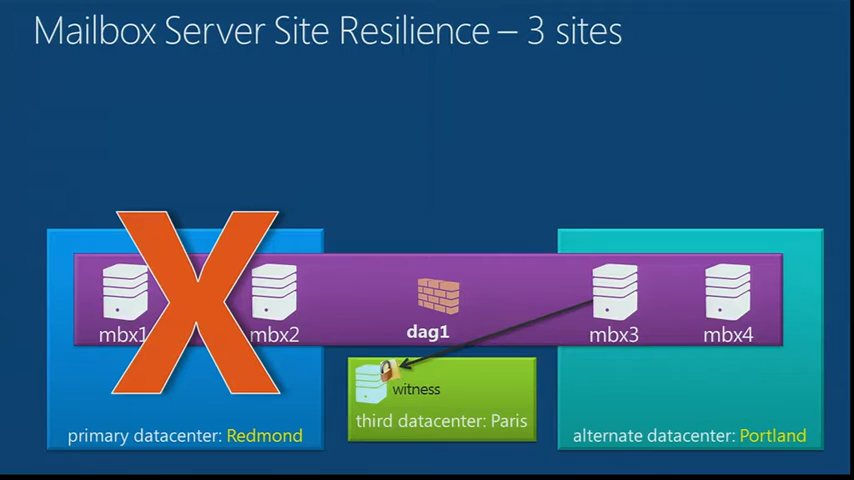 Mailbox Server Site Resilience – 3 sites
X
mbx1
mbx2
dag1
mbx3
mbx4
witness
third datacenter: Paris
primary datacenter: Redmond
alternate datacenter: Portland